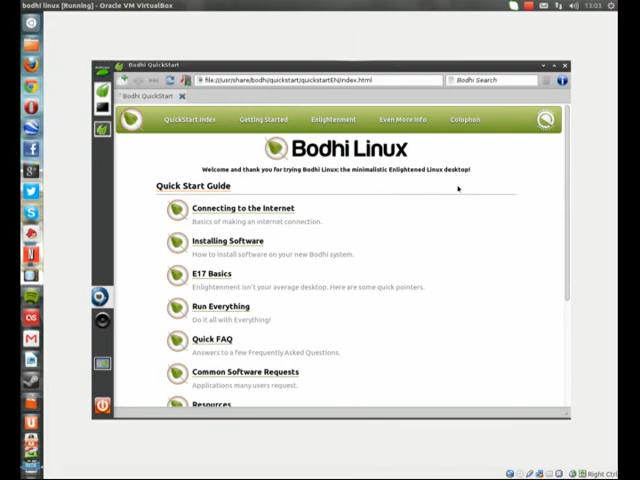 bodhi linux [Running] - Oracle VM VirtualBox
13:03
Bodhi QuickStart
file:///usr/share/bodhi/quickstart/quickstartEN/index.html
Bodhi Search
Bodhi QuickStart
QuickStart Index
Getting Started
Enlightenment
Even More Info
Colophon
Bodhi Linux
Welcome and thank you for trying Bodhi Linux: the minimalistic Enlightened Linux desktop!
Quick Start Guide
Connecting to the Internet
Basics of making an internet connection.
Installing Software
How to install software on your new Bodhi system.
E17 Basics
Enlightenment isn't your average desktop. Here are some quick pointers.
Run Everything
Do it all with Everything!
Quick FAQ
Answers to a few Frequently Asked Questions.
Common Software Requests
Applications many users request.
Resources
Right Ctrl